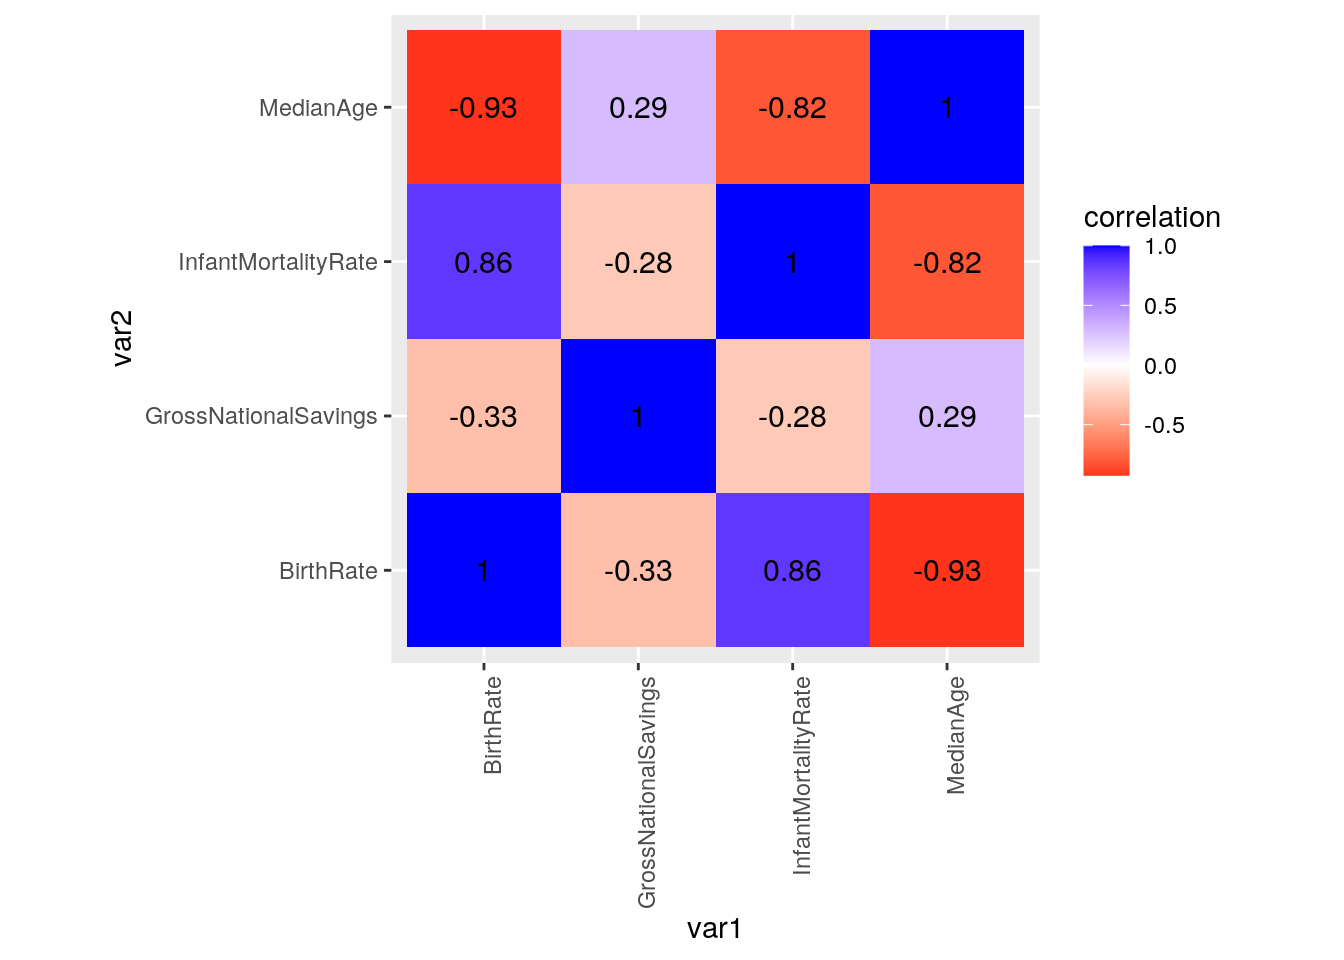 MedianAge
-0.93 0.29 -0.82 1
InfantMortalityRate
0.86 -0.28 1 -0.82
GrossNationalSavings
-0.33 1 -0.28 0.29
BirthRate
1 -0.33 0.86 -0.93
var2
BirthRate
GrossNationalSavings
InfantMortalityRate
MedianAge
var1
correlation
1.0
0.5
0.0
-0.5